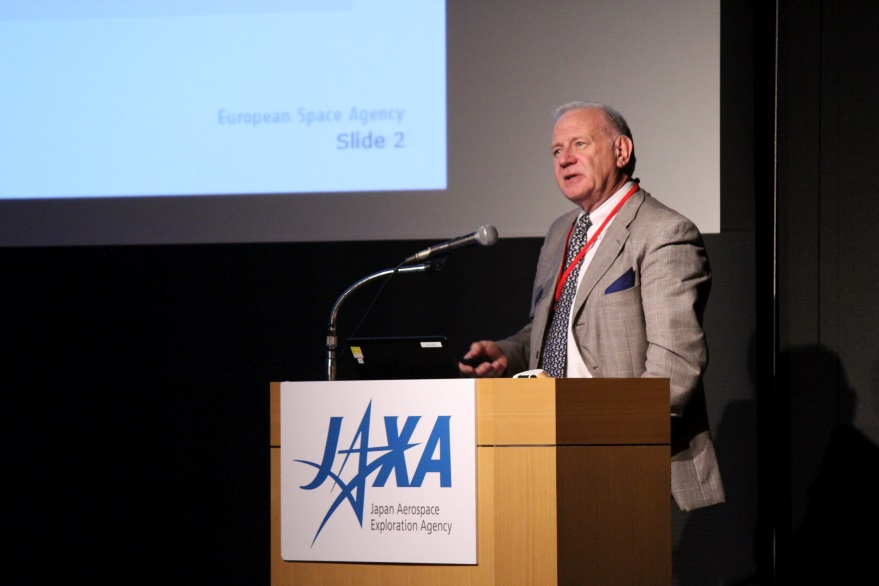 European Space Agency
Slide 2
JAXA
Japan Aerospace
Exploration Agency